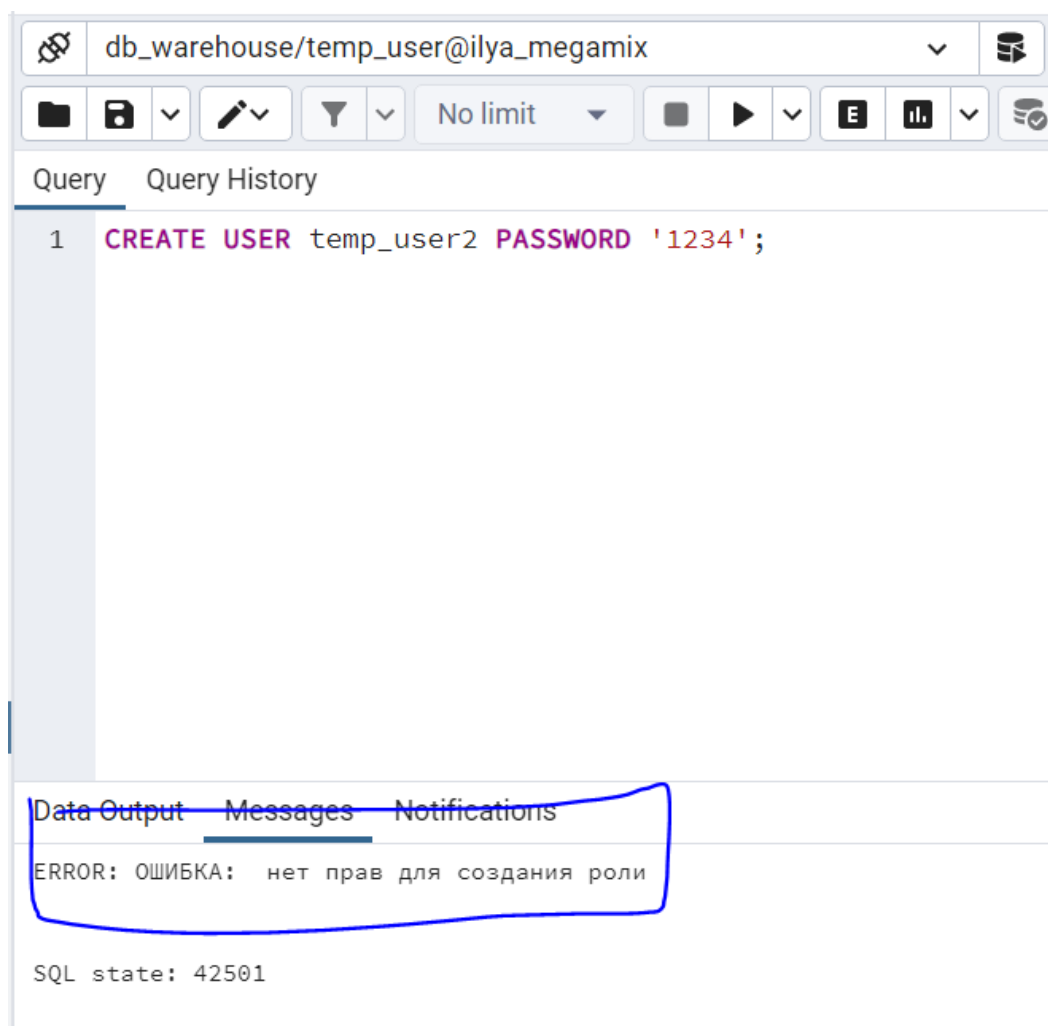 db_warehouse/temp_user@ilya_megamix
No limit
E
Query Query History
1 CREATE USER temp_user2 PASSWORD '1234';
Data Output Messages Notifications
ERROR: ОШИБКА:  нет прав для создания роли
SQL state: 42501